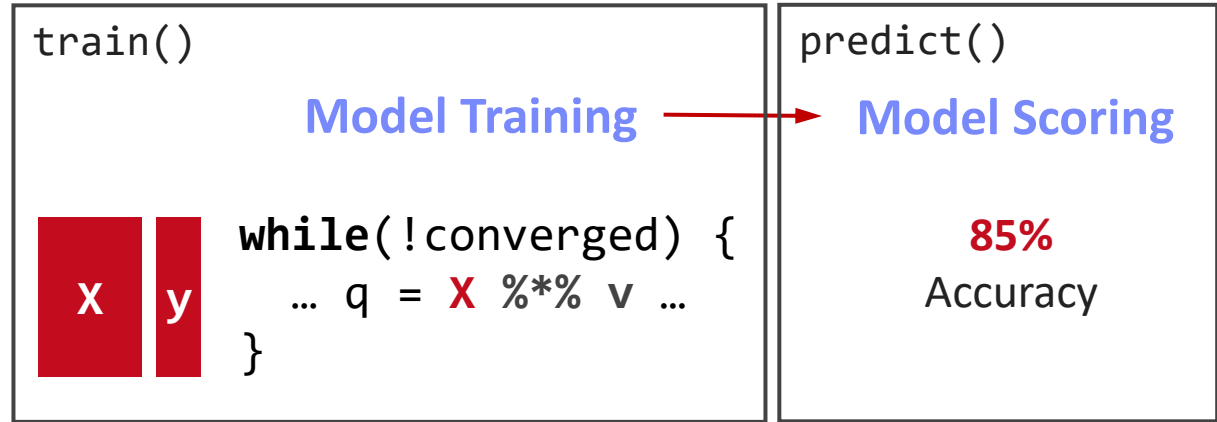 train()
Model Training
X y
while(!converged) {
… q = X %*% v …
}
predict()
Model Scoring
85%
Accuracy